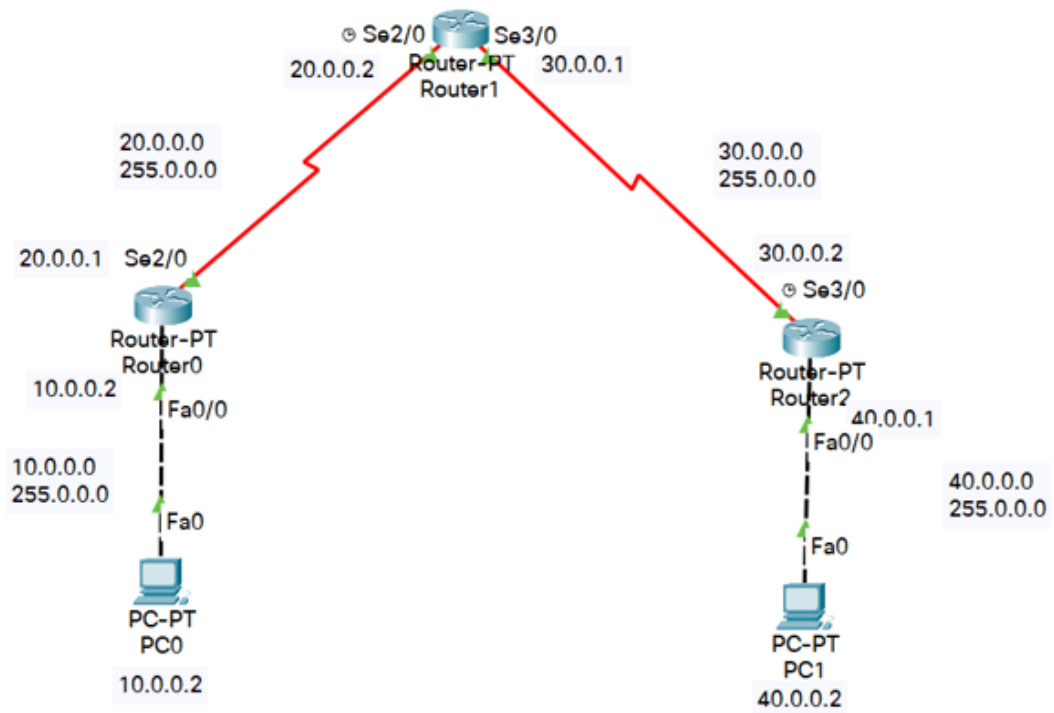 Se2/0
Se3/0
20.0.0.2
Router-PT
30.0.0.1
Router1
20.0.0.0
255.0.0.0
30.0.0.0
255.0.0.0
20.0.0.1
Se2/0
30.0.0.2
Se3/0
Router-PT
Router0
Router-PT
Router2
10.0.0.2
Fa0/0
40.0.0.1
Fa0/0
10.0.0.0
255.0.0.0
40.0.0.0
255.0.0.0
Fa0
Fa0
PC-PT
PC0
10.0.0.2
PC-PT
PC1
40.0.0.2